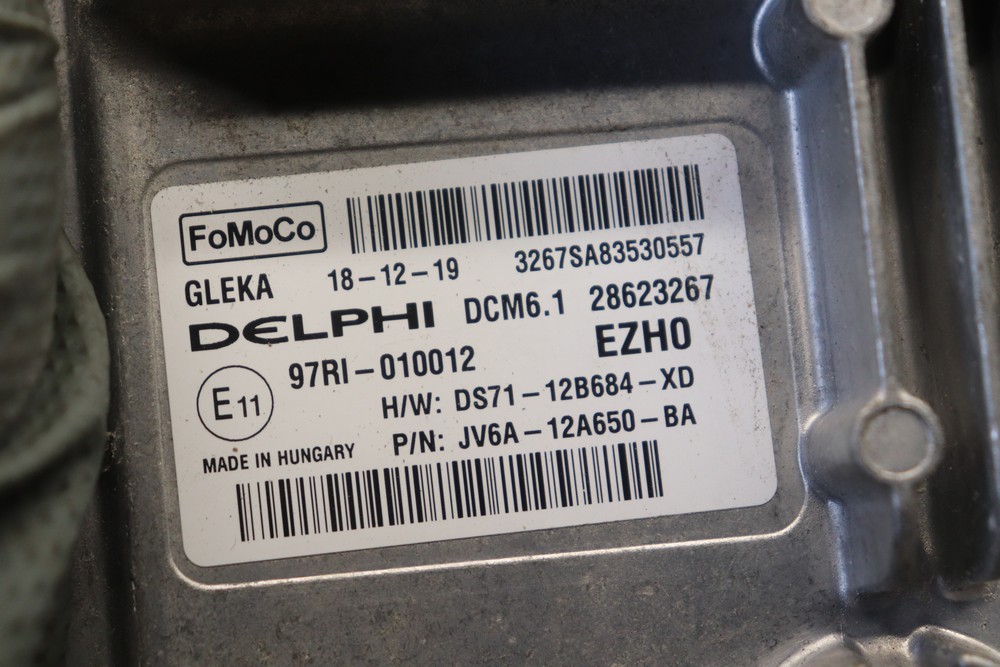 FoMoCo
GLEKA 18-12-19 3267SA83530557
DELPHI DCM6.1 28623267
97RI-010012 EZH0
E11
H/W: DS71-12B684-XD
P/N: JV6A-12A650-BA
MADE IN HUNGARY